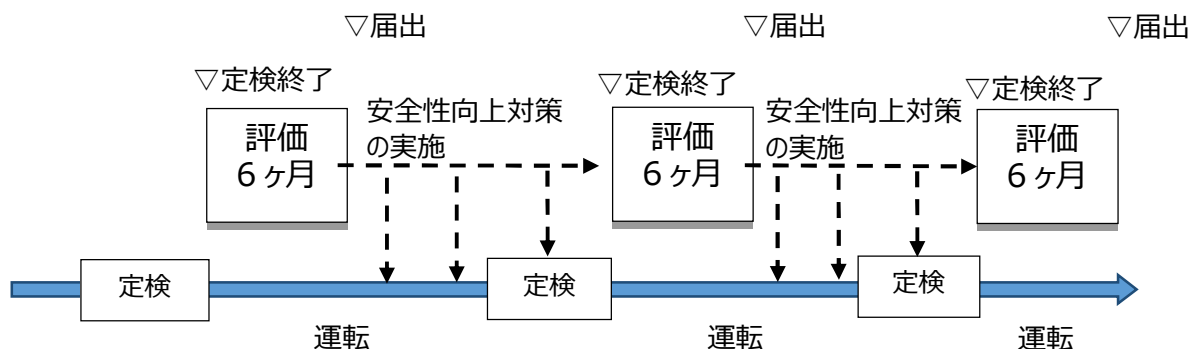 ▽届出
▽届出
▽届出
▽定検終了
▽定検終了
▽定検終了
評価
6ヶ月
安全性向上対策
の実施
評価
6ヶ月
安全性向上対策
の実施
評価
6ヶ月
定検
定検
定検
運転
運転
運転